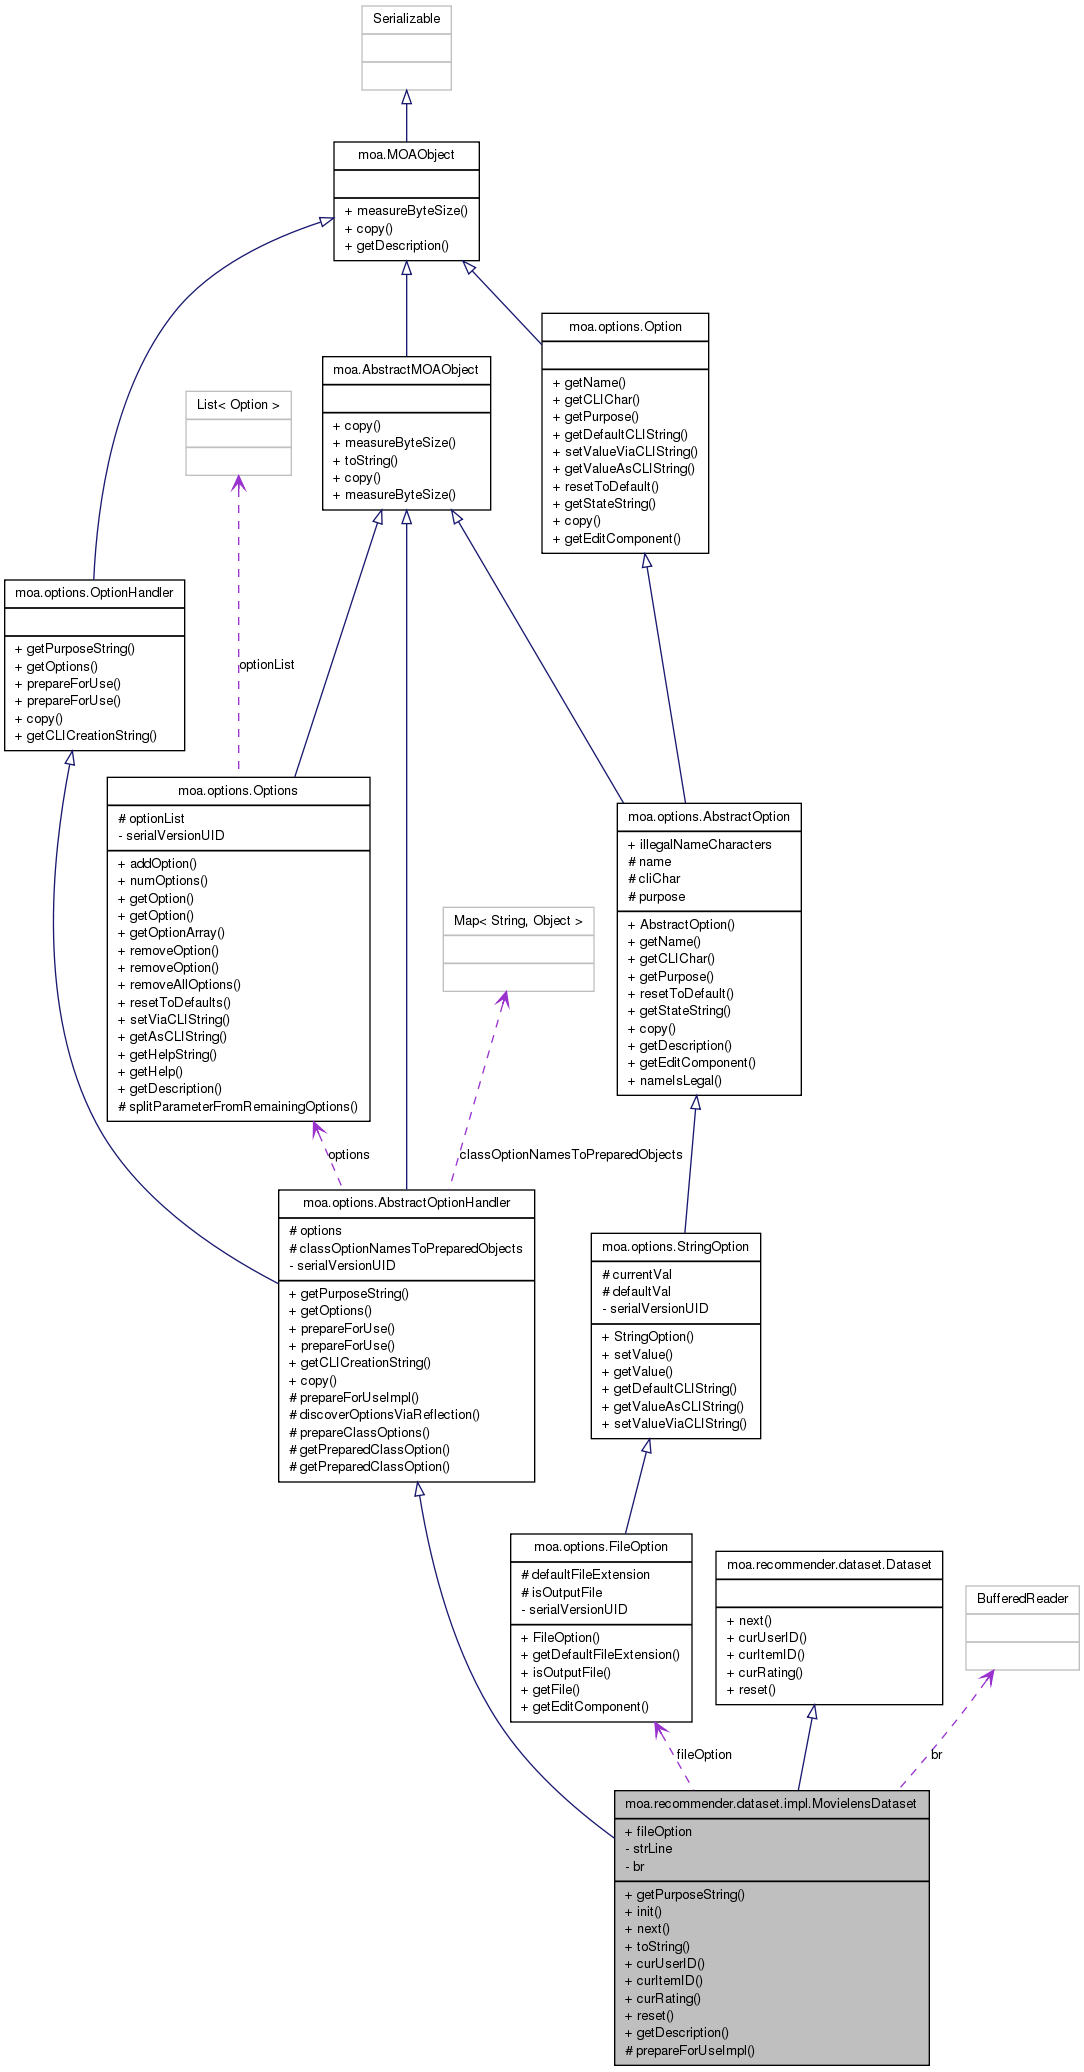 Serializable
moa.MOAObject
+ measureByteSize()
+ copy()
+ getDescription()
moa.options.Option
+ getName()
+ getCLIChar()
+ getPurpose()
+ getDefaultCLIString()
+ setValueViaCLIString()
+ getValueAsCLIString()
+ resetToDefault()
+ getStateString()
+ copy()
+ getEditComponent()
moa.AbstractMOAObject
+ copy()
+ measureByteSize()
+ toString()
+ copy()
+ measureByteSize()
List< Option >
moa.options.OptionHandler
+ getPurposeString()
+ getOptions()
+ prepareForUse()
+ prepareForUse()
+ copy()
+ getCLICreationString()
optionList
moa.options.Options
# optionList
- serialVersionUID
+ addOption()
+ numOptions()
+ getOption()
+ getOption()
+ getOptionArray()
+ removeOption()
+ removeOption()
+ removeAllOptions()
+ resetToDefaults()
+ setViaCLIString()
+ getAsCLIString()
+ getHelpString()
+ getHelp()
+ getDescription()
# splitParameterFromRemainingOptions()
moa.options.AbstractOption
+ illegalNameCharacters
# name
# cliChar
# purpose
+ AbstractOption()
+ getName()
+ getCLIChar()
+ getPurpose()
+ resetToDefault()
+ getStateString()
+ copy()
+ getDescription()
+ getEditComponent()
+ nameIsLegal()
Map< String, Object >
options
classOptionNamesToPreparedObjects
moa.options.AbstractOptionHandler
# options
# classOptionNamesToPreparedObjects
- serialVersionUID
+ getPurposeString()
+ getOptions()
+ prepareForUse()
+ prepareForUse()
+ getCLICreationString()
+ copy()
# prepareForUseImpl()
# discoverOptionsViaReflection()
# prepareClassOptions()
# getPreparedClassOption()
# getPreparedClassOption()
moa.options.StringOption
# currentVal
# defaultVal
- serialVersionUID
+ StringOption()
+ setValue()
+ getValue()
+ getDefaultCLIString()
+ getValueAsCLIString()
+ setValueViaCLIString()
moa.options.FileOption
# defaultFileExtension
# isOutputFile
- serialVersionUID
+ FileOption()
+ getDefaultFileExtension()
+ isOutputFile()
+ getFile()
+ getEditComponent()
moa.recommender.dataset.Dataset
+ next()
+ curUserID()
+ curItemID()
+ curRating()
+ reset()
BufferedReader
fileOption
br
moa.recommender.dataset.impl.MovielensDataset
+ fileOption
- strLine
- br
+ getPurposeString()
+ init()
+ next()
+ toString()
+ curUserID()
+ curItemID()
+ curRating()
+ reset()
+ getDescription()
# prepareForUseImpl()